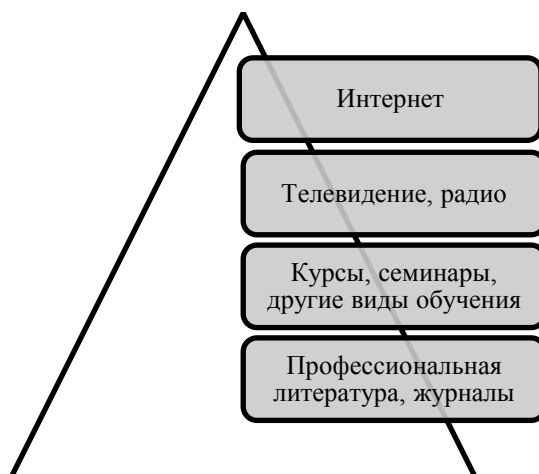 Интернет
Телевидение, радио
Курсы, семинары,
другие виды обучения
Профессиональная
литература, журналы